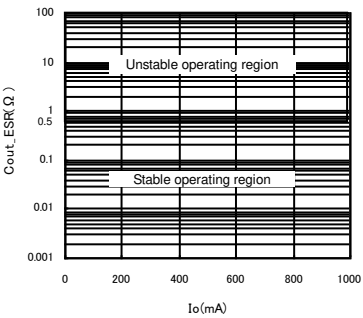 100
Unstable operating region
10
1
0.5
Cout_ESR(Ω)
0.1
Stable operating region
0.01
0.001
0 200 400 600 800 1000
Io(mA)